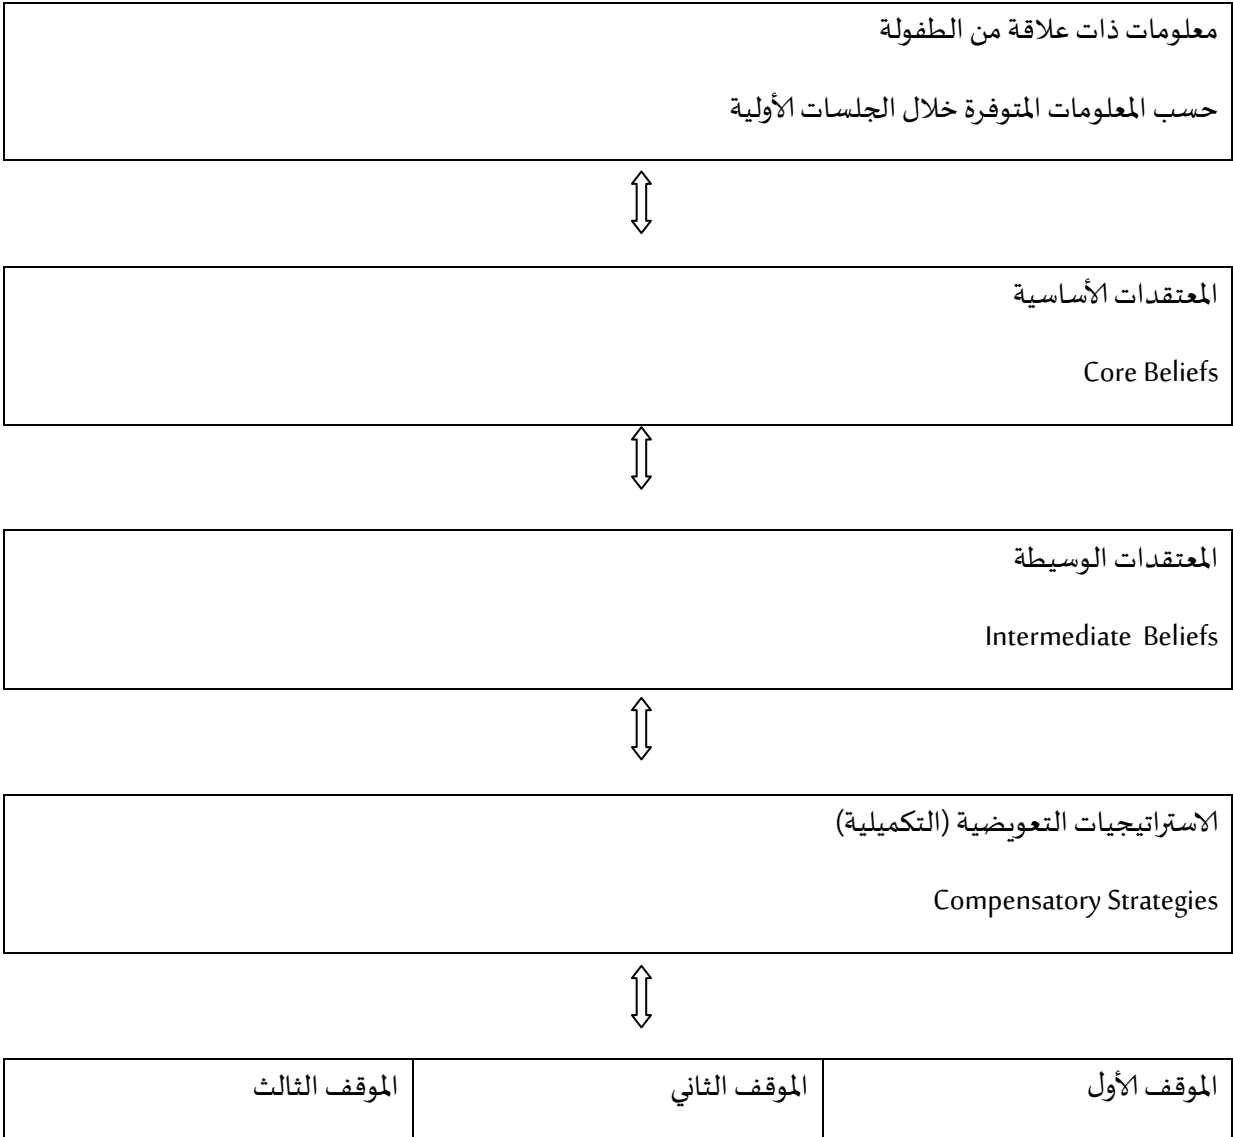 معلومات ذات علاقة من الطفولة
حسب المعلومات المتوفرة خلال الجلسات الأولية
المعتقدات الأساسية
Core Beliefs
المعتقدات الوسيطة
Intermediate Beliefs
الاستراتيجيات التعويضية (التكميلية)
Compensatory Strategies
الموقف الأول
الموقف الثاني
الموقف الثالث